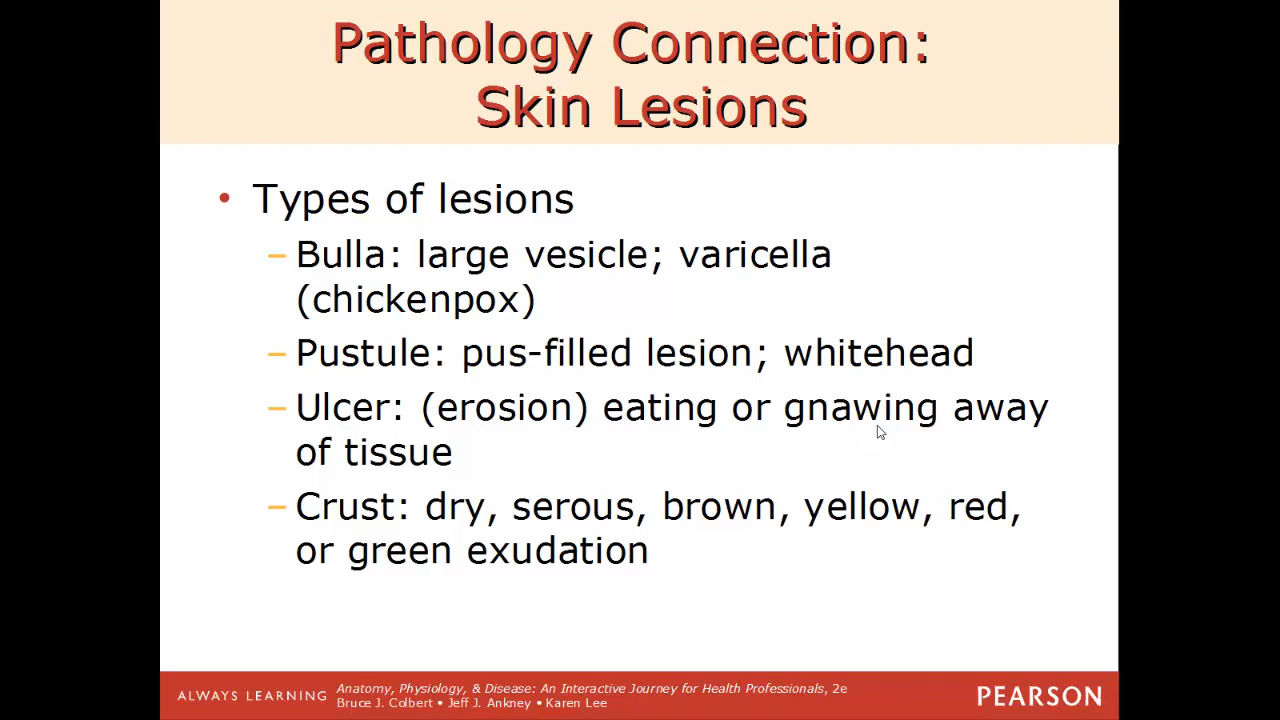 Pathology Connection:
Skin Lesions
• Types of lesions
– Bulla: large vesicle; varicella
(chickenpox)
– Pustule: pus-filled lesion; whitehead
– Ulcer: (erosion) eating or gnawing away
of tissue
– Crust: dry, serous, brown, yellow, red,
or green exudation
ALWAYS LEARNING
Anatomy, Physiology, & Disease: An Interactive Journey for Health Professionals, 2e
Bruce J. Colbert • Jeff J. Ankney • Karen Lee
PEARSON